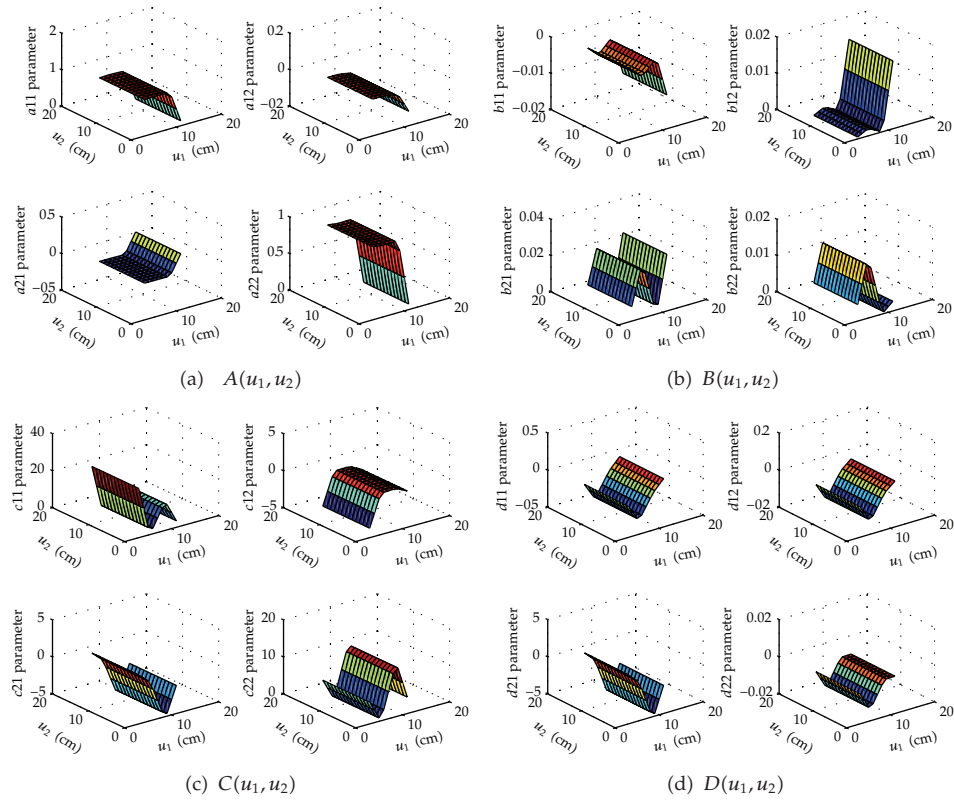 2
1
0
20
10
0
0
10
20
a11 parameter
u2 (cm)
u1 (cm)
0.2
0
−02
20
10
0
0
10
20
a12 parameter
u2 (cm)
u1 (cm)
0
−0.01
−0.02
20
10
0
0
10
20
b11 parameter
u2 (cm)
u1 (cm)
0.02
0.01
0
20
10
0
0
10
20
b12 parameter
u2 (cm)
u1 (cm)
0.5
0
−05
20
10
0
0
10
20
a21 parameter
u2 (cm)
u1 (cm)
1
0.5
0
20
10
0
0
10
20
a22 parameter
u2 (cm)
u1 (cm)
0.04
0.02
0
20
10
0
0
10
20
b21 parameter
u2 (cm)
u1 (cm)
0.02
0.01
0
20
10
0
0
10
20
b22 parameter
u2 (cm)
u1 (cm)
(a) A(u1, u2)
(b) B(u1, u2)
40
20
0
20
10
0
0
10
20
c11 parameter
u2 (cm)
u1 (cm)
5
0
−5
20
10
0
0
10
20
c12 parameter
u2 (cm)
u1 (cm)
0.5
0
−0.5
20
10
0
0
10
20
d11 parameter
u2 (cm)
u1 (cm)
0.02
0
−0.02
20
10
0
0
10
20
d12 parameter
u2 (cm)
u1 (cm)
5
0
−5
20
10
0
0
10
20
c21 parameter
u2 (cm)
u1 (cm)
20
10
0
20
10
0
0
10
20
c22 parameter
u2 (cm)
u1 (cm)
5
0
−5
20
10
0
0
10
20
d21 parameter
u2 (cm)
u1 (cm)
0.02
0
−0.02
20
10
0
0
10
20
d22 parameter
u2 (cm)
u1 (cm)
(c) C(u1, u2)
(d) D(u1, u2)